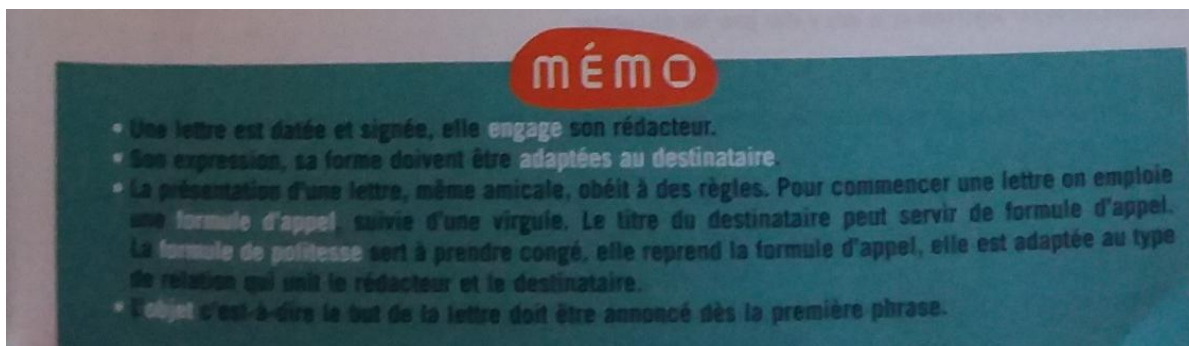 MÉMO
• Une lettre est datée et signée, elle engage son rédacteur.
• Son expression, sa forme doivent être adaptées au destinataire.
• La présentation d'une lettre, même amicale, obéit à des règles. Pour commencer une lettre on emploie
une formule d'appel, suivie d'une virgule. Le titre du destinataire peut servir de formule d'appel.
La formule de politesse sert à prendre congé, elle reprend la formule d'appel, elle est adaptée au type
de relation qui unit le rédacteur et le destinataire.
• L'objet c'est-à-dire le but de la lettre doit être annoncé dès la première phrase.